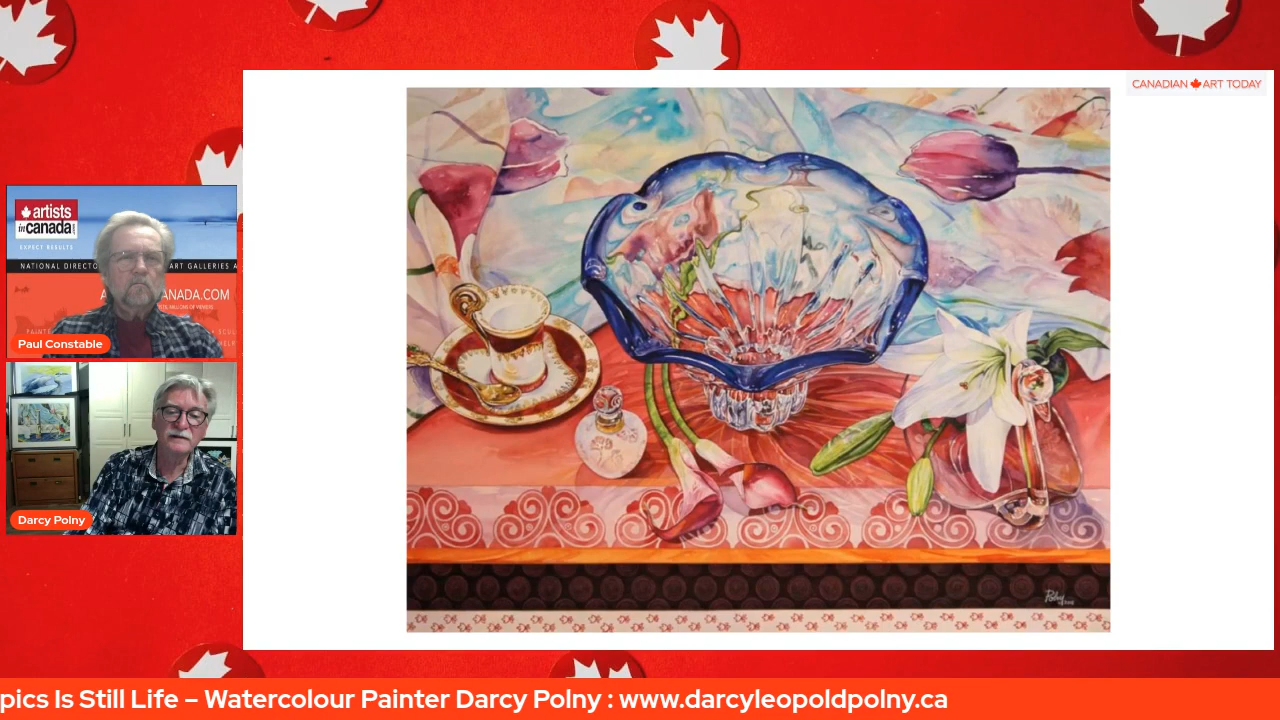 CANADIAN ART TODAY
artists
in canada
EXPECT RESULTS
NATIONAL DIRECTO
ART GALLERIES A
ANADA.COM
Paul Constable
Darcy Polny
Polny
pics Is Still Life – Watercolour Painter Darcy Polny : www.darcyleopoldpolny.ca